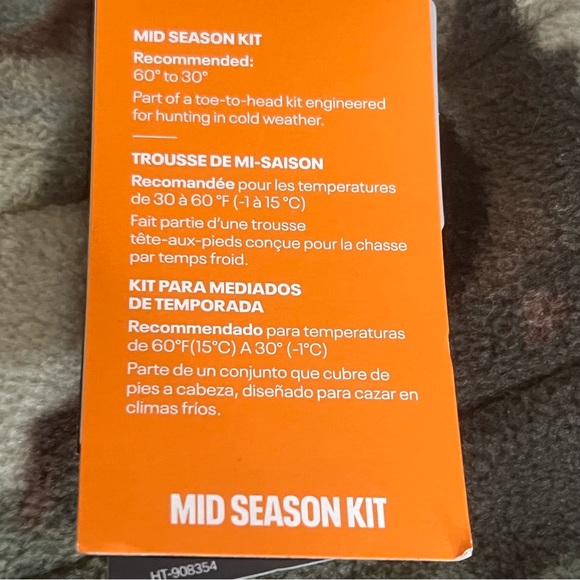 MID SEASON KIT
Recommended:
60° to 30°
Part of a toe-to-head kit engineered
for hunting in cold weather.
TROUSSE DE MI-SAISON
Recomandée pour les temperatures
de 30 à 60 °F (-1 à 15 °C)
Fait partie d'une trousse
tête-aux-pieds conçue pour la chasse
par temps froid.
KIT PARA MEDIADOS
DE TEMPORADA
Recommendado para temperaturas
de 60°F(15°C) A 30° (-1°C)
Parte de un conjunto que cubre de
pies a cabeza, diseñado para cazar en
climas fríos.
MID SEASON KIT
HT-908354